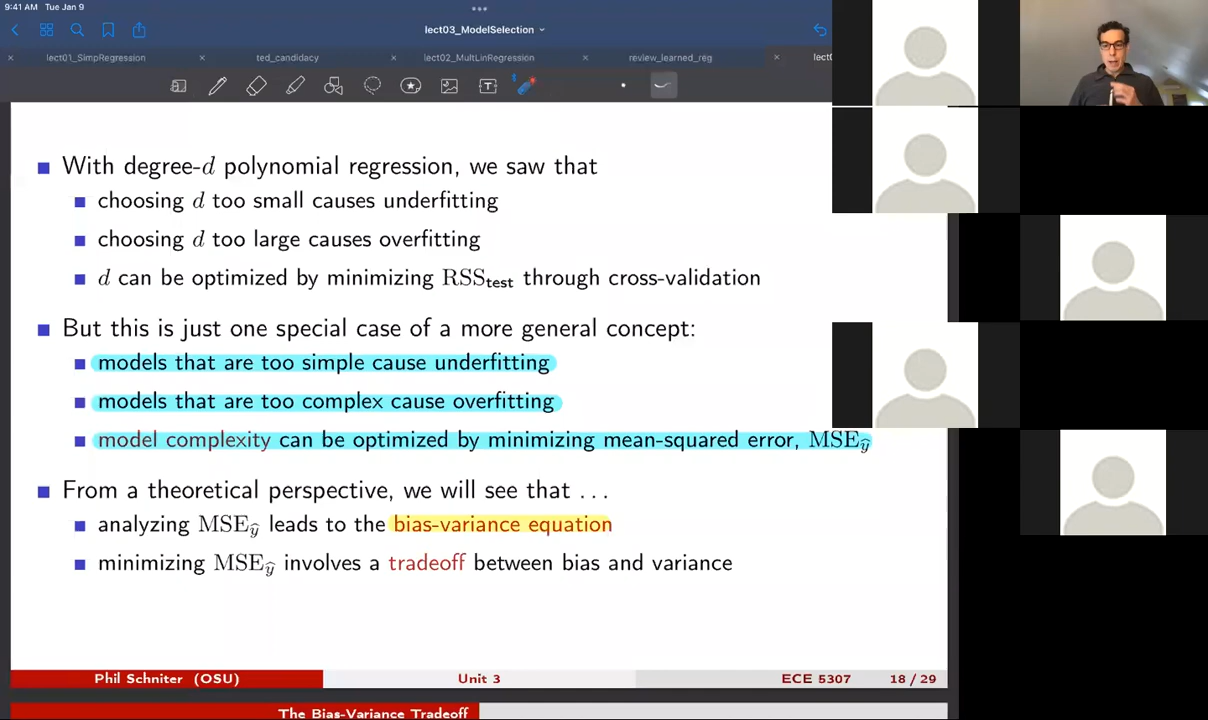 9:41 AM Tue Jan 9
lect03_ModelSelection
lect01_SimpRegression
ted_candidacy
lect02_MultLinRegression
review_learned_reg
With degree-d polynomial regression, we saw that
choosing d too small causes underfitting
choosing d too large causes overfitting
d can be optimized by minimizing RSS_test through cross-validation
But this is just one special case of a more general concept:
models that are too simple cause underfitting
models that are too complex cause overfitting
model complexity can be optimized by minimizing mean-squared error, MSE_ŷ
From a theoretical perspective, we will see that ...
analyzing MSE_ŷ leads to the bias-variance equation
minimizing MSE_ŷ involves a tradeoff between bias and variance
Phil Schniter (OSU) Unit 3 ECE 5307 18 / 29
The Bias-Variance Tradeoff